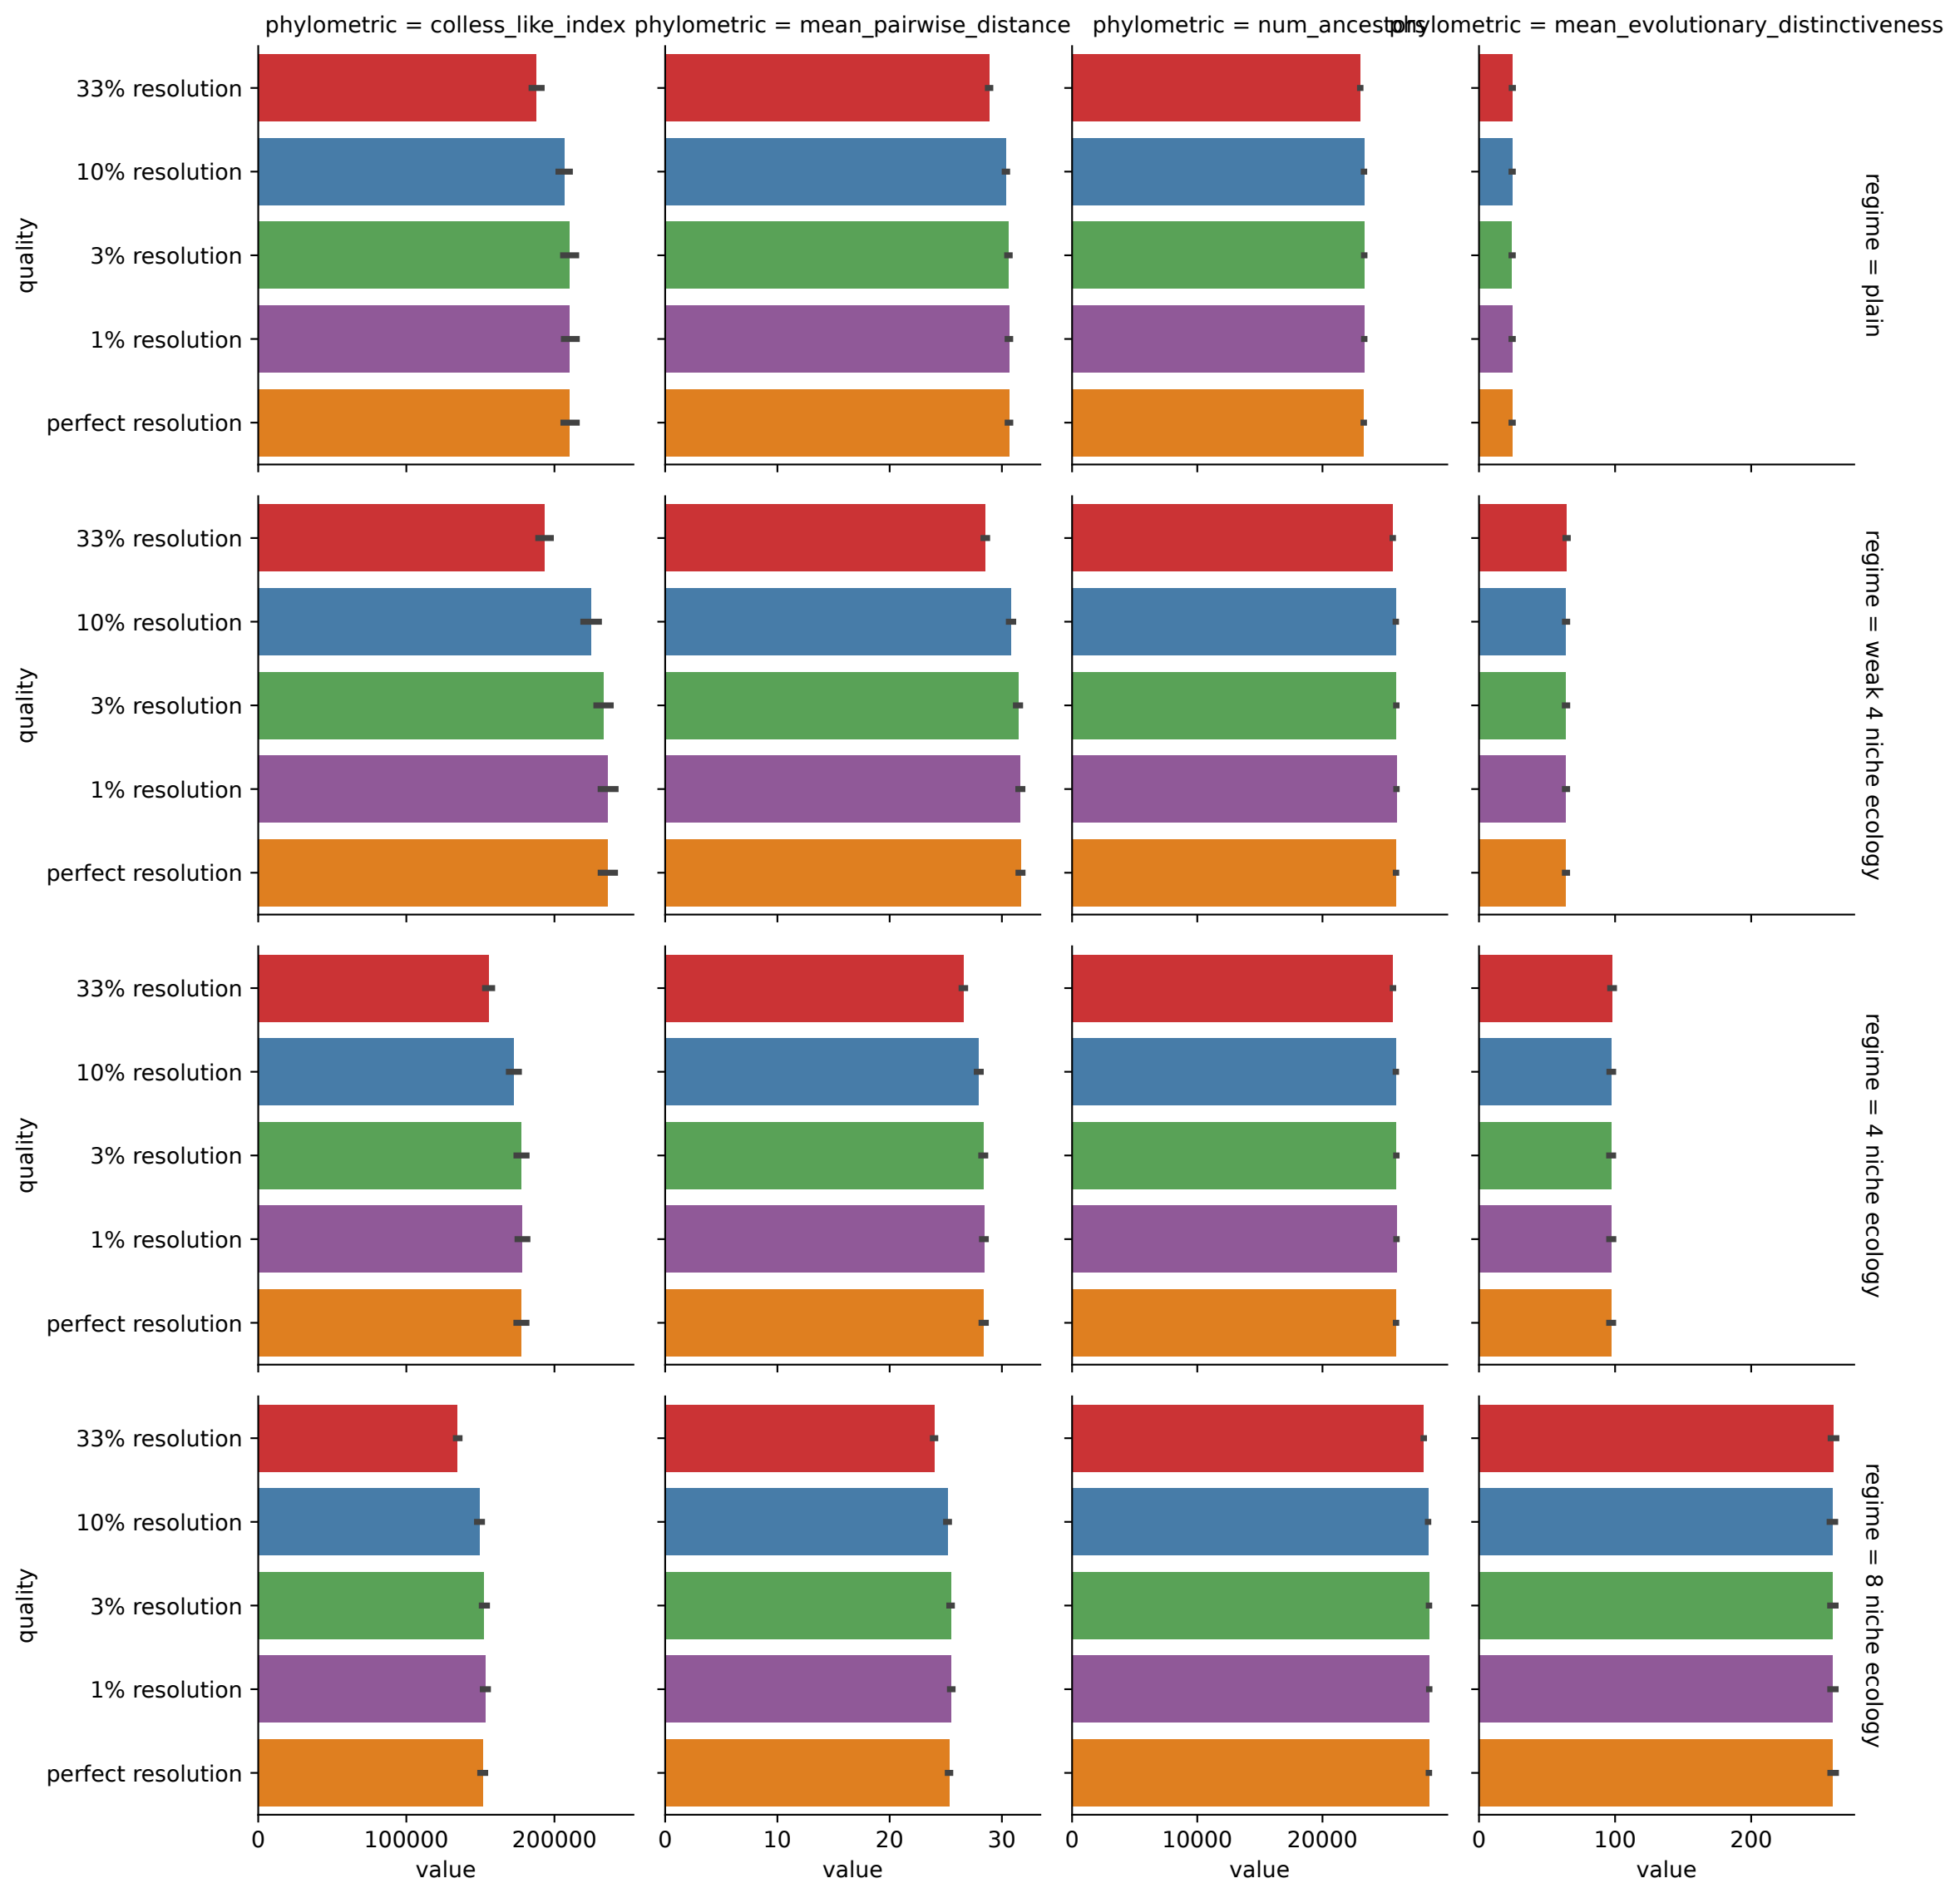 phylometric = colless_like_index
phylometric = mean_pairwise_distance
phylometric = num_ancestors
phylometric = mean_evolutionary_distinctiveness
quality
33% resolution
10% resolution
3% resolution
1% resolution
perfect resolution
regime = plain
quality
33% resolution
10% resolution
3% resolution
1% resolution
perfect resolution
regime = weak 4 niche ecology
quality
33% resolution
10% resolution
3% resolution
1% resolution
perfect resolution
regime = 4 niche ecology
quality
33% resolution
10% resolution
3% resolution
1% resolution
perfect resolution
regime = 8 niche ecology
0 100000 200000
value
0 10 20 30
value
0 10000 20000
value
0 100 200
value